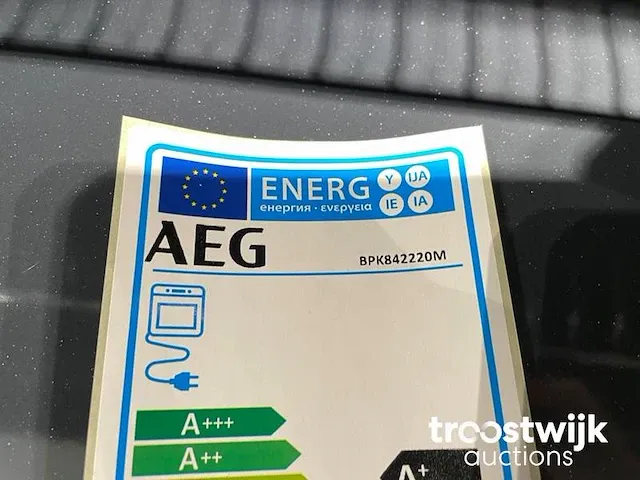 ENERG
Y IJA
IE IA
енергия · ενεργεια
AEG
BPK842220M
A+++
A++
A+
troostwijk
auctions